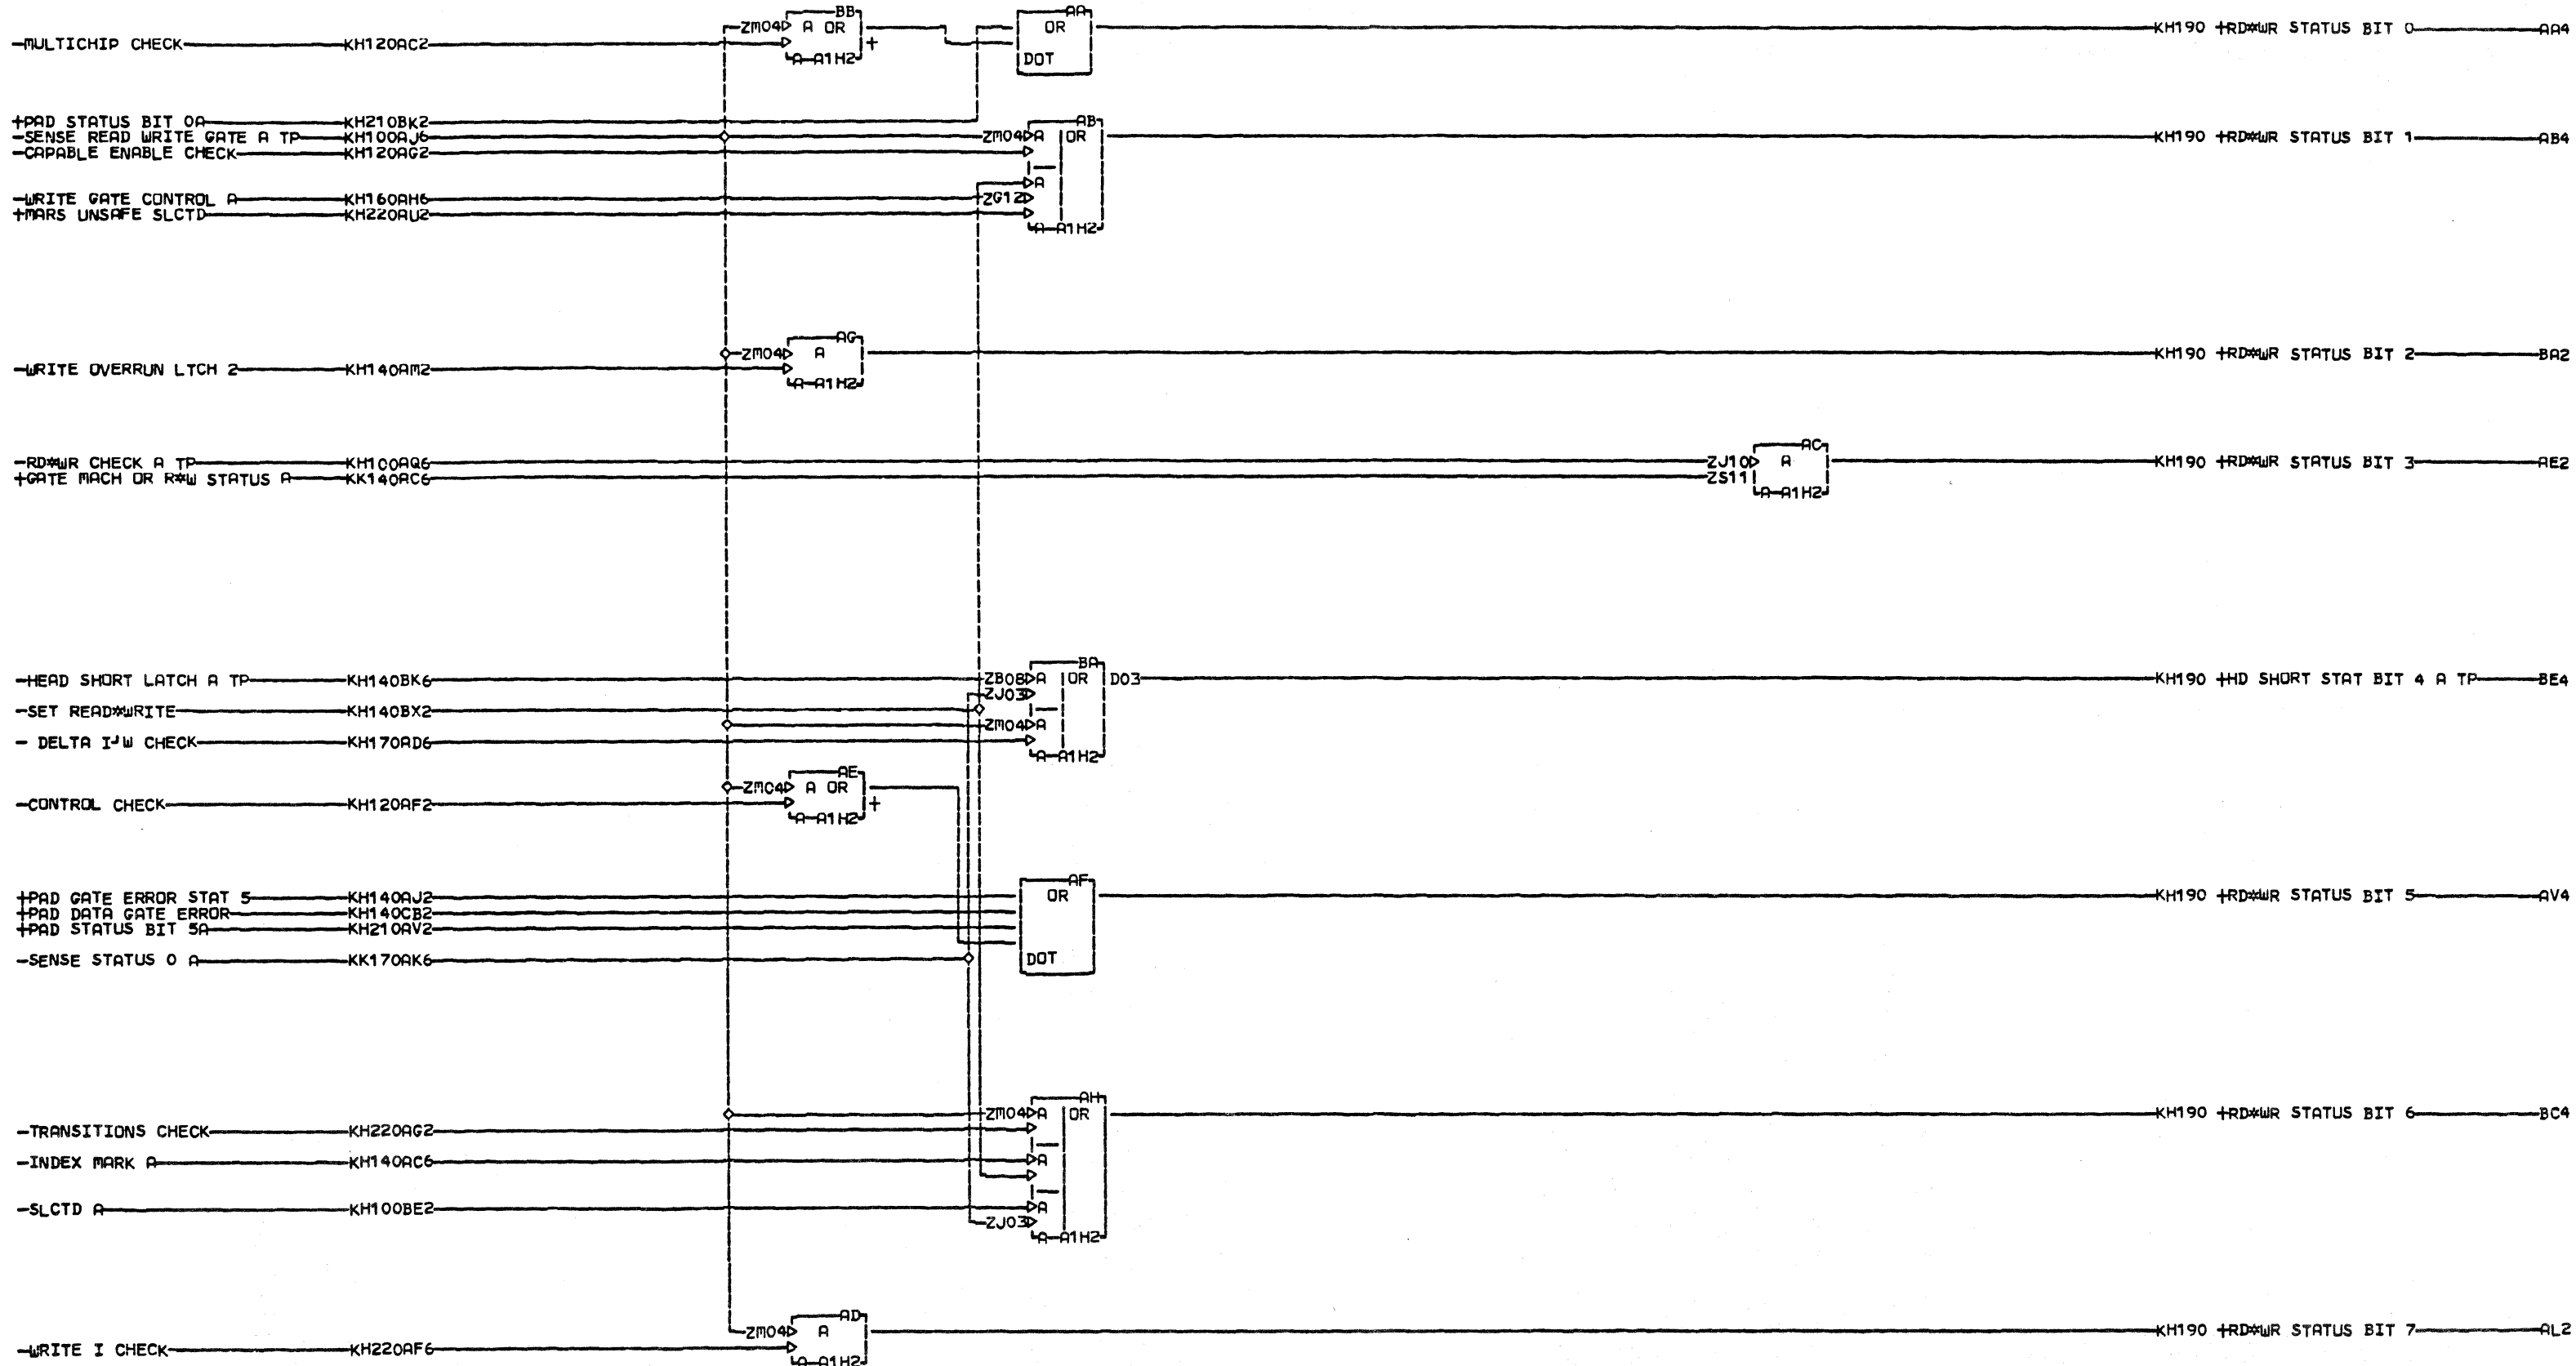 BB AA
ZM04 A OR OR KH190 +RD*WR STATUS BIT 0 AA4
-MULTICHIP CHECK KH120AC2 +
A-A1H2 DOT
+PAD STATUS BIT 0A KH210BK2 AB
-SENSE READ WRITE GATE A TP KH100AJ6 ZM04 A OR KH190 +RD*WR STATUS BIT 1 AB4
-CAPABLE ENABLE CHECK KH120AG2
A
-WRITE GATE CONTROL A KH160AH6 ZG12
+MARS UNSAFE SLCTD KH220AU2
A-A1H2
AG
ZM04 A KH190 +RD*WR STATUS BIT 2 BA2
-WRITE OVERRUN LTCH 2 KH140AM2
A-A1H2
AC
-RD*WR CHECK A TP KH100AQ6 ZJ10 A KH190 +RD*WR STATUS BIT 3 AE2
+GATE MACH OR R*W STATUS A KK140AC6 ZS11
A-A1H2
BA
-HEAD SHORT LATCH A TP KH140BK6 ZB08 A OR D03 KH190 +HD SHORT STAT BIT 4 A TP BE4
ZJ03
-SET READ*WRITE KH140BX2
ZM04 A
- DELTA I'W CHECK KH170AD6
A-A1H2
AE
ZM04 A OR
-CONTROL CHECK KH120AF2 +
A-A1H2
AF
+PAD GATE ERROR STAT 5 KH140AJ2 OR KH190 +RD*WR STATUS BIT 5 AV4
+PAD DATA GATE ERROR KH140CB2
+PAD STATUS BIT 5A KH210AV2
-SENSE STATUS 0 A KK170AK6 DOT
AH
ZM04 A OR KH190 +RD*WR STATUS BIT 6 BC4
-TRANSITIONS CHECK KH220AG2
-INDEX MARK A KH140AC6 A
-SLCTD A KH100BE2 A
ZJ03
A-A1H2
AD
ZM04 A KH190 +RD*WR STATUS BIT 7 AL2
-WRITE I CHECK KH220AF6
A-A1H2